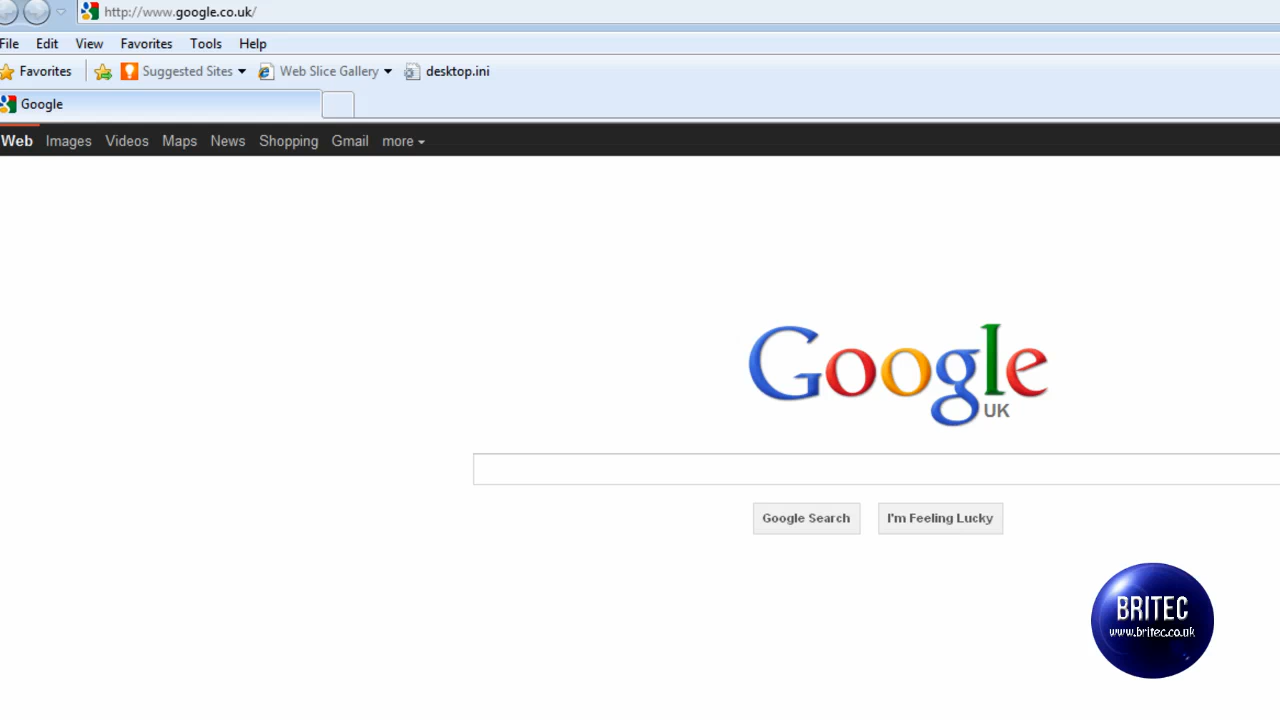 http://www.google.co.uk/
File Edit View Favorites Tools Help
Favorites Suggested Sites Web Slice Gallery desktop.ini
Google
Web Images Videos Maps News Shopping Gmail more
Google
UK
Google Search I'm Feeling Lucky
BRITEC
www.britec.co.uk